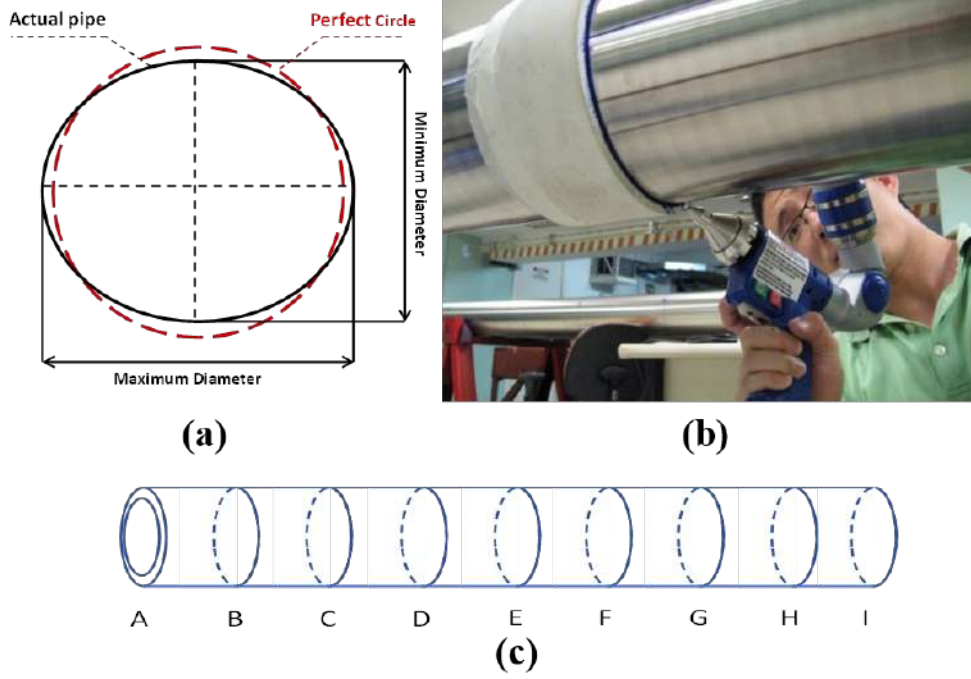 Actual pipe
Perfect Circle
Minimum Diameter
Maximum Diameter
(a)
(b)
A B C D E F G H I
(c)